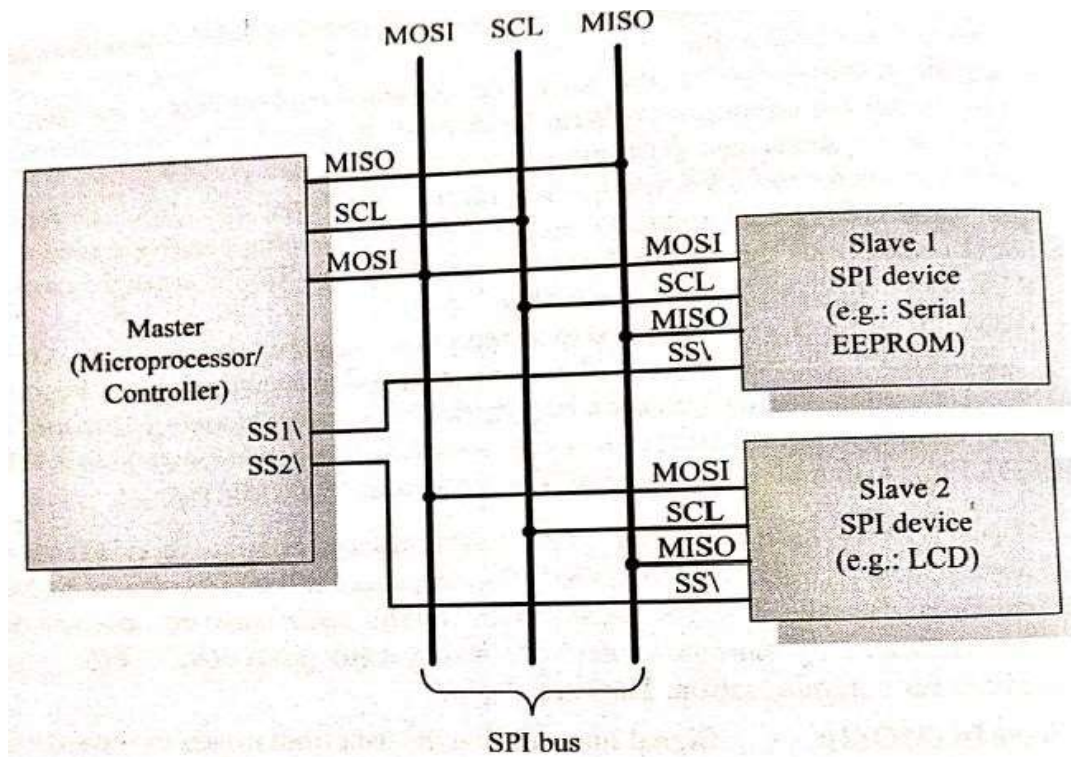 MOSI SCL MISO
MISO
SCL
MOSI
Master
(Microprocessor/
Controller)
SS1\
SS2\
MOSI
SCL
MISO
SS\
Slave 1
SPI device
(e.g.: Serial
EEPROM)
MOSI
SCL
MISO
SS\
Slave 2
SPI device
(e.g.: LCD)
SPI bus